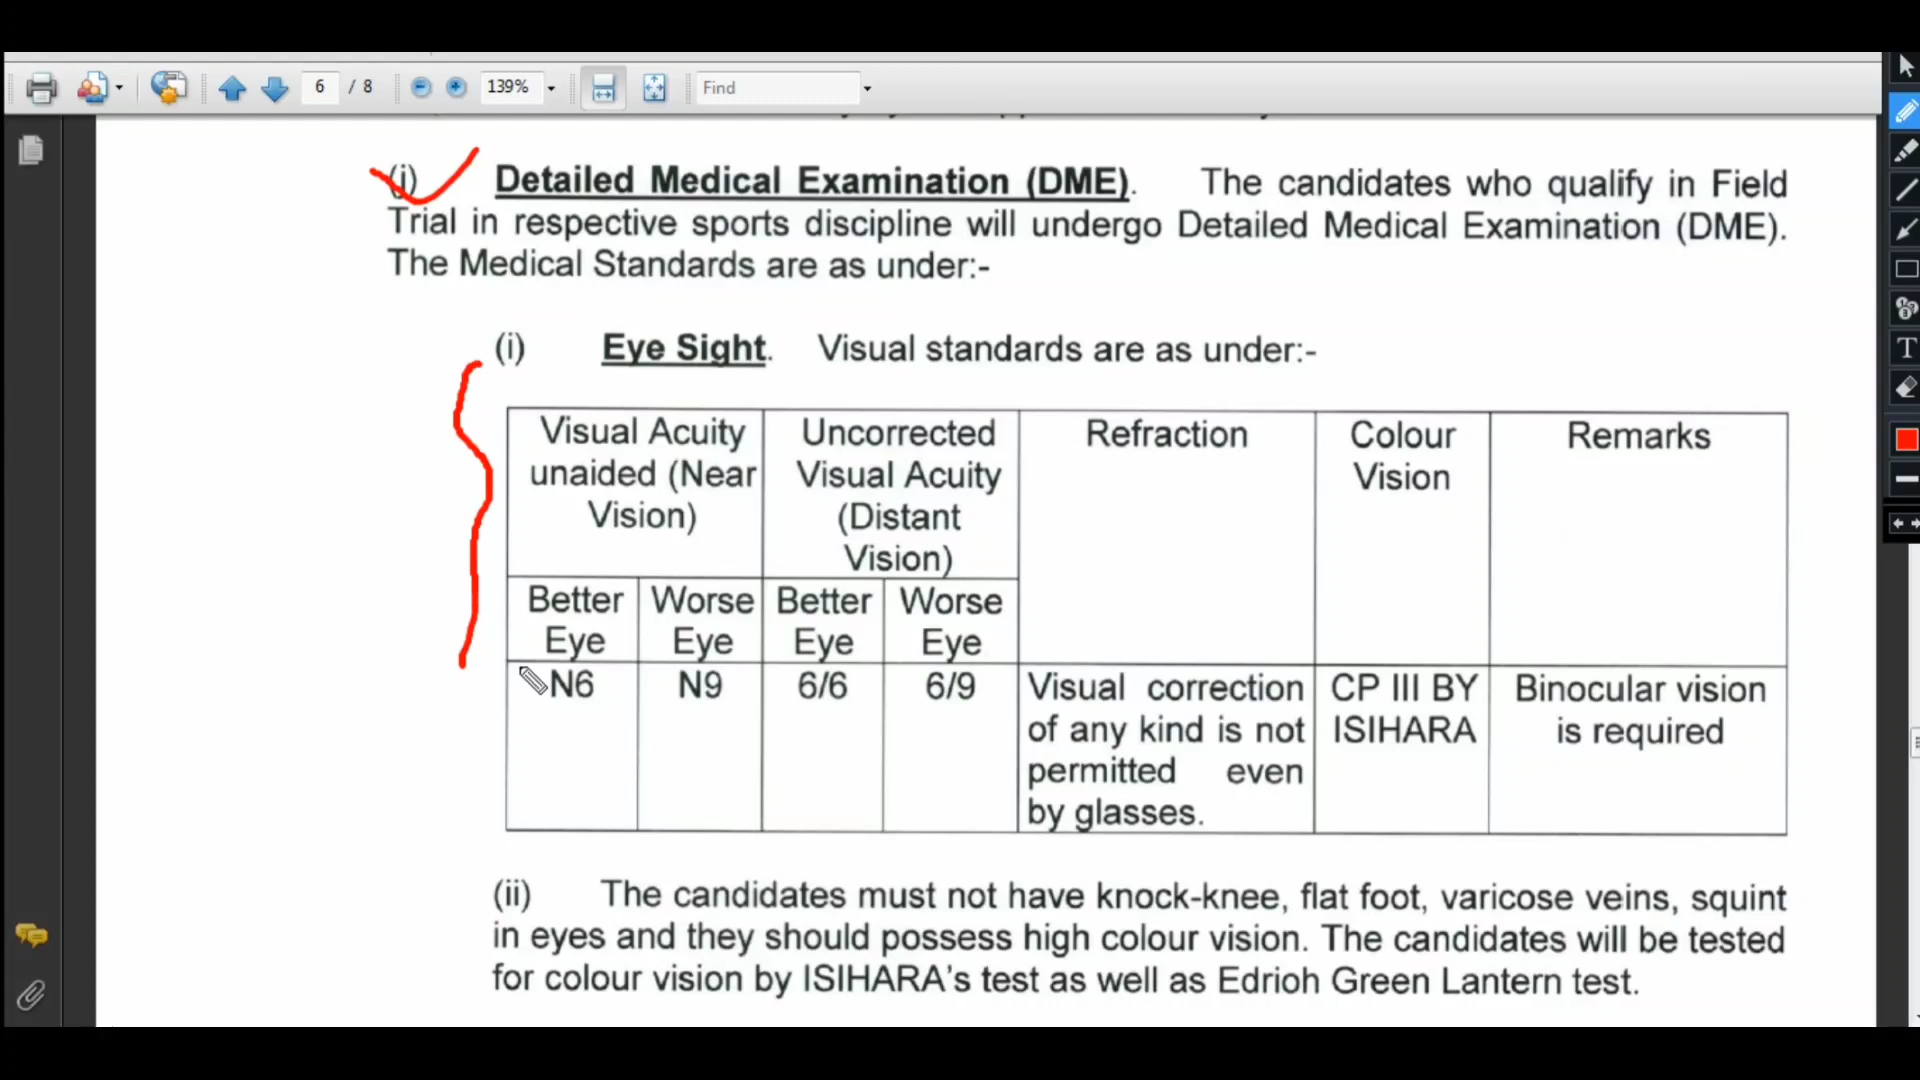 6 / 8
139%
Find
(j) Detailed Medical Examination (DME). The candidates who qualify in Field
Trial in respective sports discipline will undergo Detailed Medical Examination (DME).
The Medical Standards are as under:-
(i) Eye Sight. Visual standards are as under:-
Visual Acuity
unaided (Near
Vision)
Uncorrected
Visual Acuity
(Distant
Vision)
Refraction
Colour
Vision
Remarks
Better
Eye
Worse
Eye
Better
Eye
Worse
Eye
N6
N9
6/6
6/9
Visual correction
of any kind is not
permitted even
by glasses.
CP III BY
ISIHARA
Binocular vision
is required
(ii) The candidates must not have knock-knee, flat foot, varicose veins, squint
in eyes and they should possess high colour vision. The candidates will be tested
for colour vision by ISIHARA's test as well as Edrioh Green Lantern test.